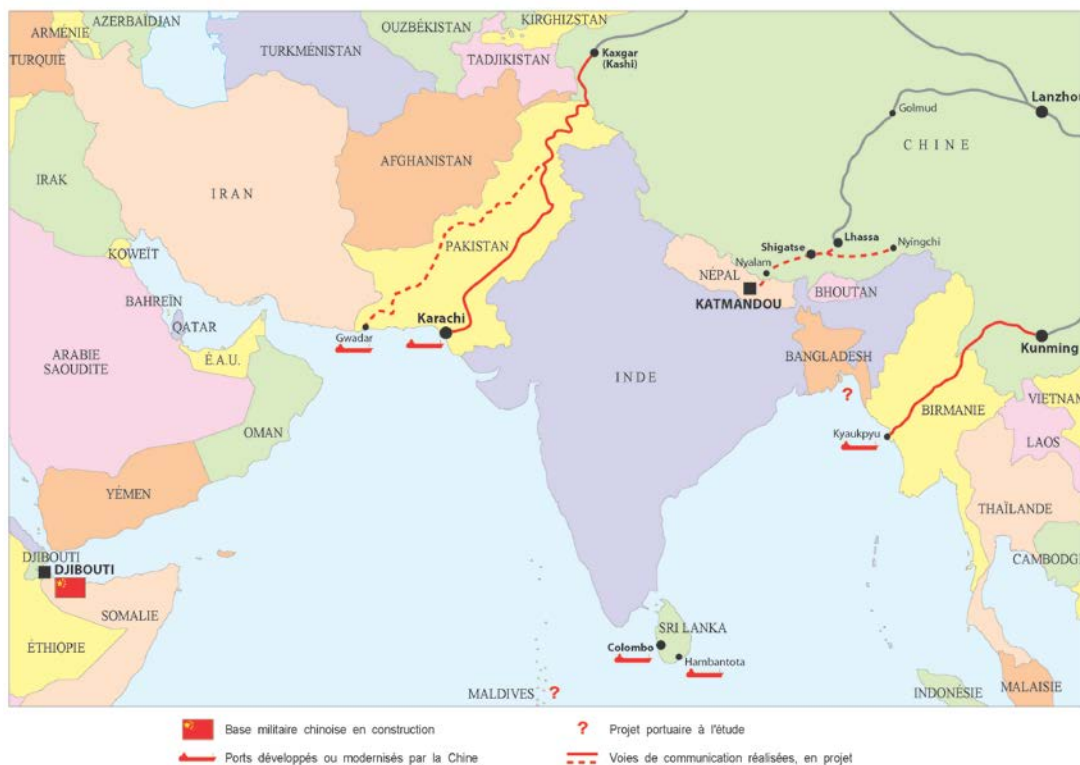 KIRGHIZSTAN
AZERBAÏDJAN
OUZBÉKISTAN
ARMÉNIE
TURKMÉNISTAN
Kaxgar
(Kashi)
TURQUIE
TADJIKISTAN
Lanzhou
Golmud
CHINE
AFGHANISTAN
IRAK
IRAN
PAKISTAN
KOWEÏT
Lhassa
Shigatse
Nyingchi
Nyalam
NÉPAL
BHOUTAN
KATMANDOU
BAHREÏN
QATAR
Karachi
Gwadar
Kunming
ARABIE
SAOUDITE
É.A.U.
BANGLADESH
INDE
VIETNAM
?
BIRMANIE
OMAN
Kyaukpyu
LAOS
YÉMEN
THAÏLANDE
DJIBOUTI
DJIBOUTI
CAMBODGE
SOMALIE
SRI LANKA
ÉTHIOPIE
Colombo
Hambantota
MALDIVES
?
INDONÉSIE
MALAISIE
Base militaire chinoise en construction
? Projet portuaire à l'étude
Ports développés ou modernisés par la Chine
Voies de communication réalisées, en projet